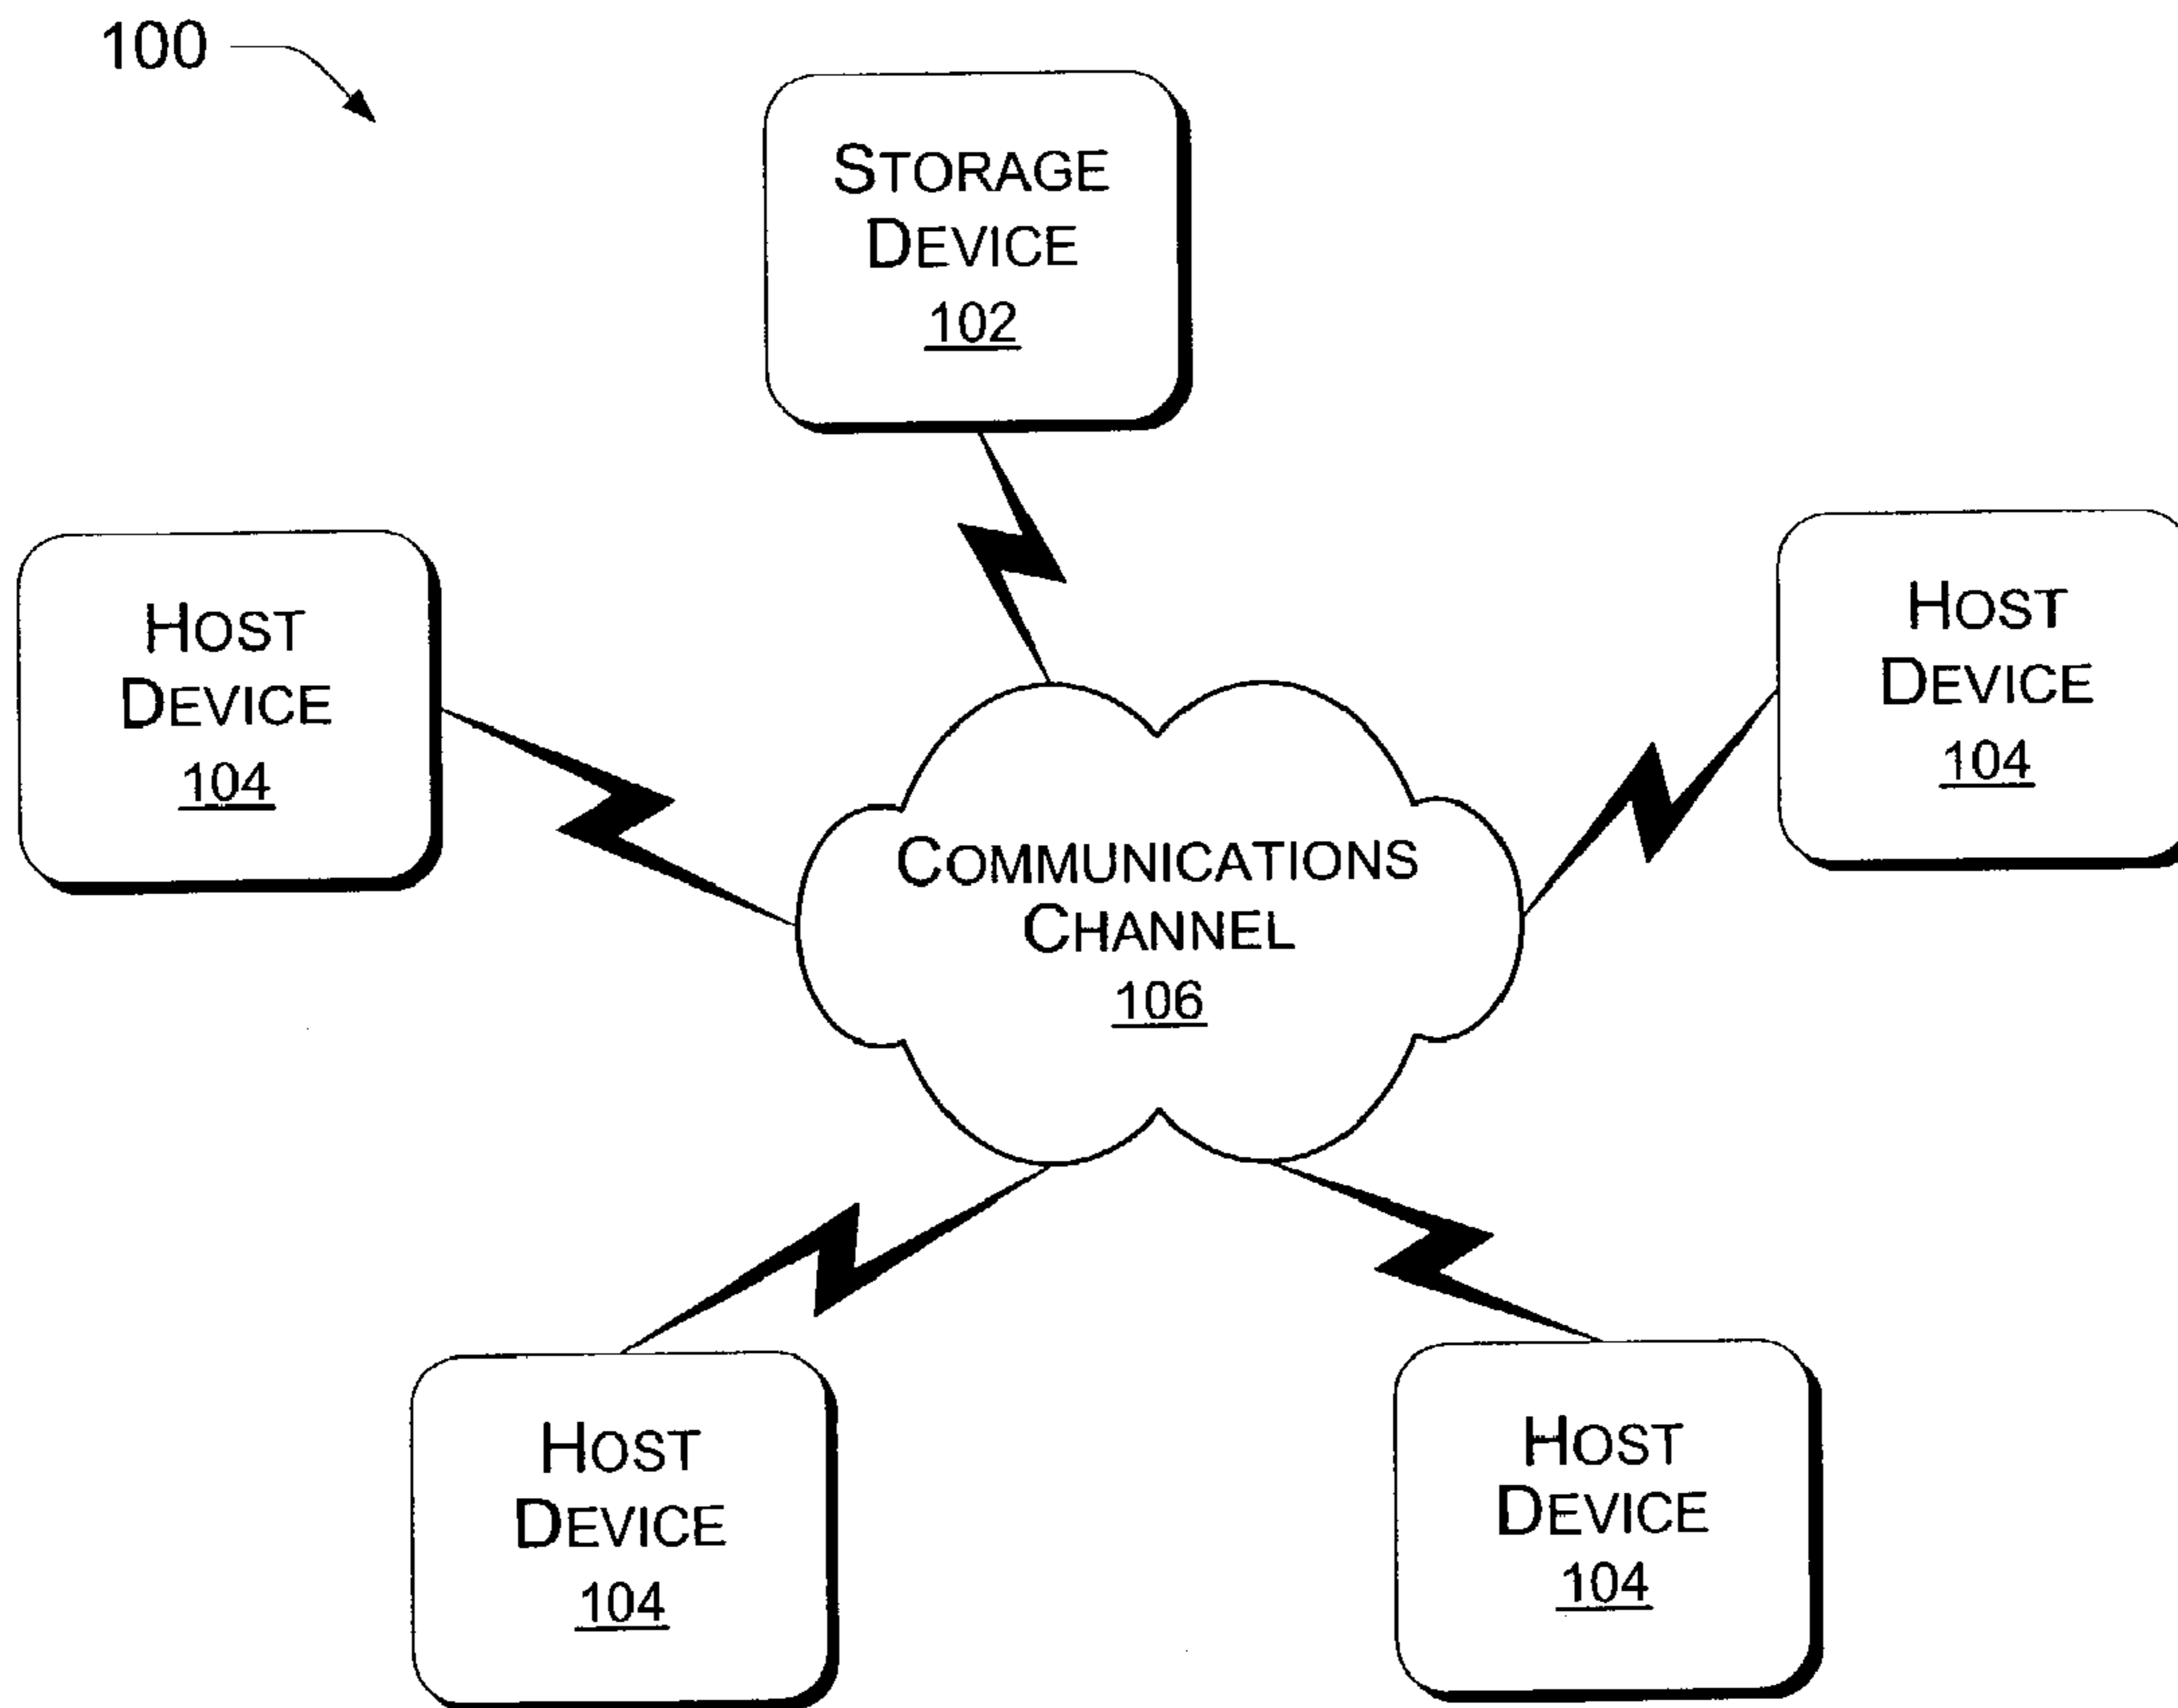 100
STORAGE
DEVICE
102
HOST
DEVICE
104
HOST
DEVICE
104
COMMUNICATIONS
CHANNEL
106
HOST
DEVICE
104
HOST
DEVICE
104